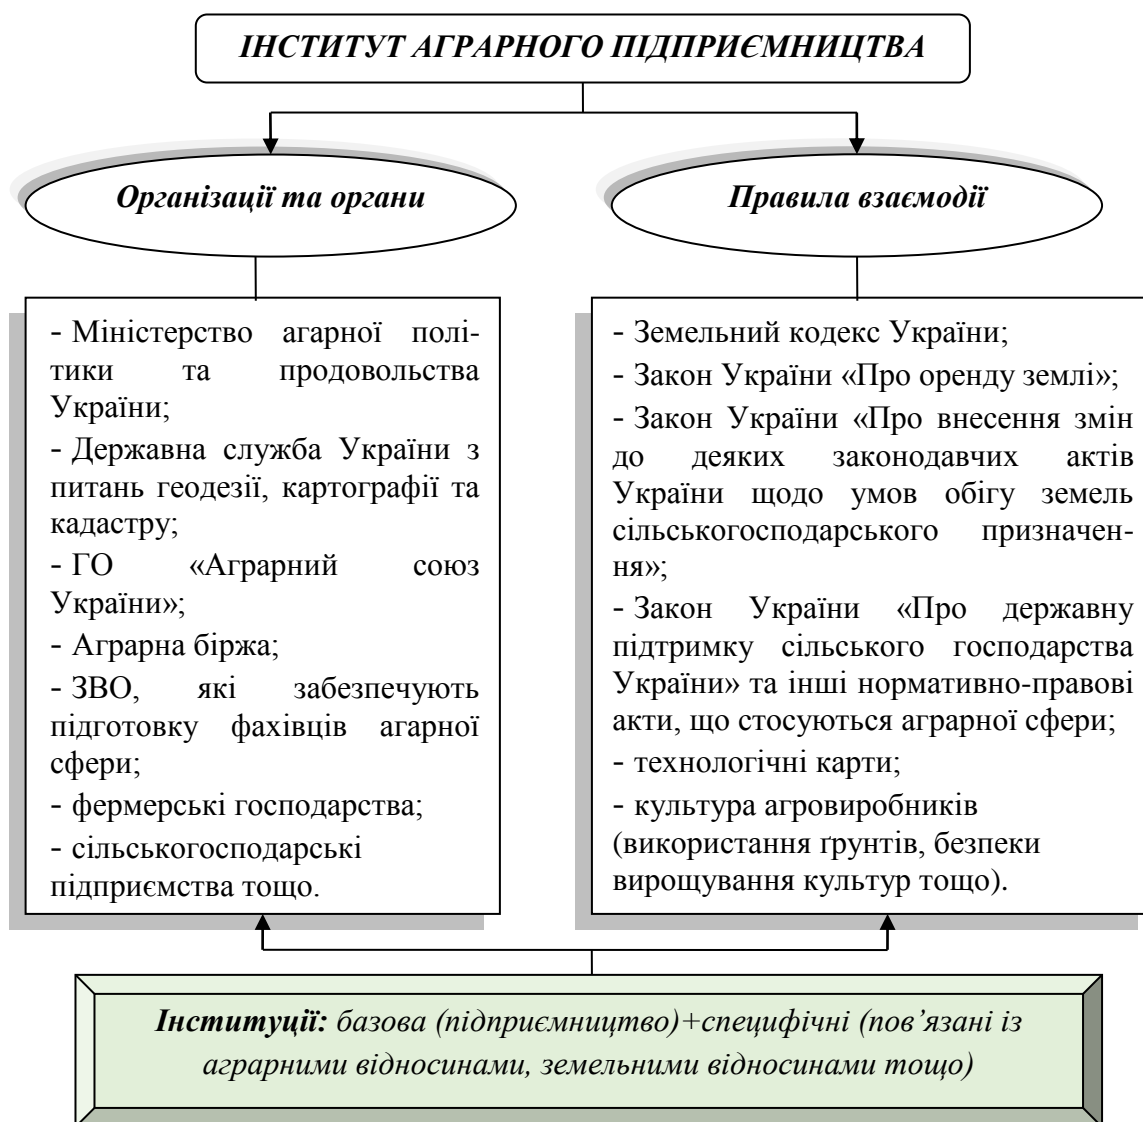 ІНСТИТУТ АГРАРНОГО ПІДПРИЄМНИЦТВА
Організації та органи
Правила взаємодії
- Міністерство агарної полі-
тики та продовольства
України;
- Державна служба України з
питань геодезії, картографії та
кадастру;
- ГО «Аграрний союз
України»;
- Аграрна біржа;
- ЗВО, які забезпечують
підготовку фахівців агарної
сфери;
- фермерські господарства;
- сільськогосподарські
підприємства тощо.
- Земельний кодекс України;
- Закон України «Про оренду землі»;
- Закон України «Про внесення змін
до деяких законодавчих актів
України щодо умов обігу земель
сільськогосподарського призначен-
ня»;
- Закон України «Про державну
підтримку сільського господарства
України» та інші нормативно-правові
акти, що стосуються аграрної сфери;
- технологічні карти;
- культура агровиробників
(використання ґрунтів, безпеки
вирощування культур тощо).
Інституції: базова (підприємництво)+специфічні (пов’язані із
аграрними відносинами, земельними відносинами тощо)